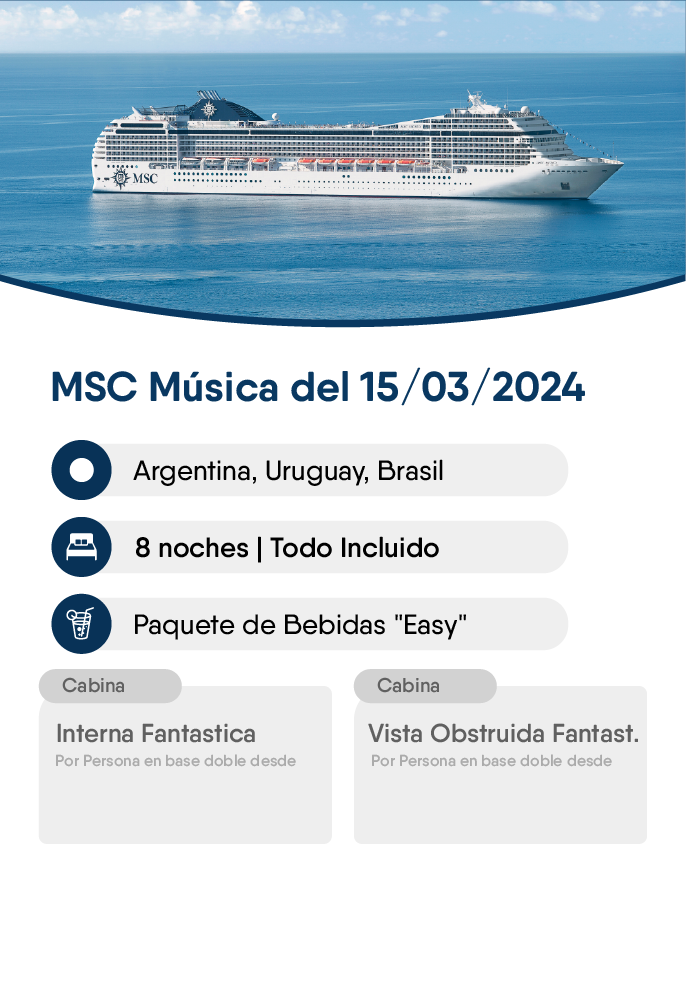 MSC
MSC Música del 15/03/2024
Argentina, Uruguay, Brasil
8 noches | Todo Incluido
Paquete de Bebidas "Easy"
Cabina
Interna Fantastica
Por Persona en base doble desde
Cabina
Vista Obstruida Fantast.
Por Persona en base doble desde